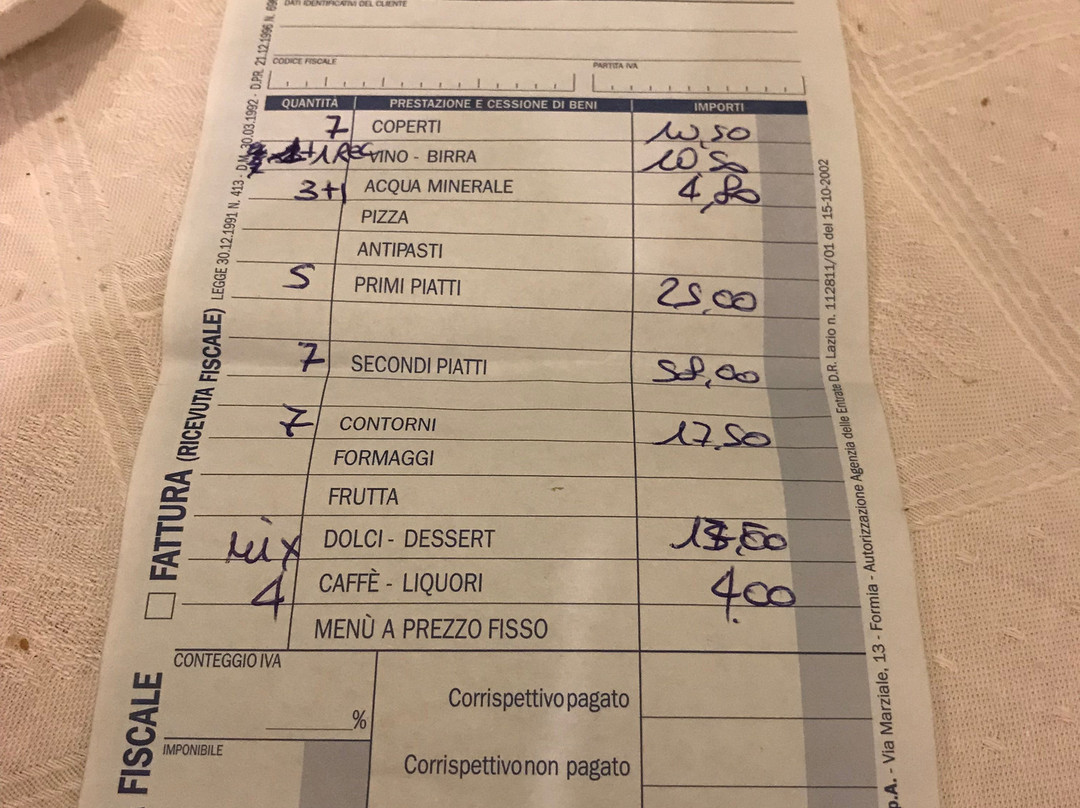 DATI IDENTIFICATIVI DEL CLIENTE
CODICE FISCALE PARTITA IVA
QUANTITÀ PRESTAZIONE E CESSIONE DI BENI IMPORTI
7 COPERTI 10,50
+1 VINO - BIRRA 10,50
3+1 ACQUA MINERALE 4,80
PIZZA
ANTIPASTI
5 PRIMI PIATTI 25,00
7 SECONDI PIATTI 58,00
7 CONTORNI 17,50
FORMAGGI
FRUTTA
mix DOLCI - DESSERT
4 CAFFÈ - LIQUORI 4,00
MENÙ A PREZZO FISSO
CONTEGGIO IVA
%
IMPONIBILE
Corrispettivo pagato
Corrispettivo non pagato
FATTURA (RICEVUTA FISCALE) LEGGE 30.12.1991 N. 413 - D.M. 30.03.1992 - D.P.R. 21.12.1996 N.
FISCALE
p.A. - Via Marziale, 13 - Formia - Autorizzazione Agenzia delle Entrate D.R. Lazio n. 112811/01 del 15-10-2002